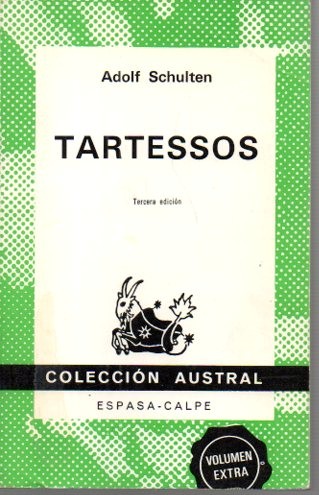 Adolf Schulten
TARTESSOS
Tercera edición
COLECCIÓN AUSTRAL
ESPASA-CALPE
VOLUMEN
EXTRA